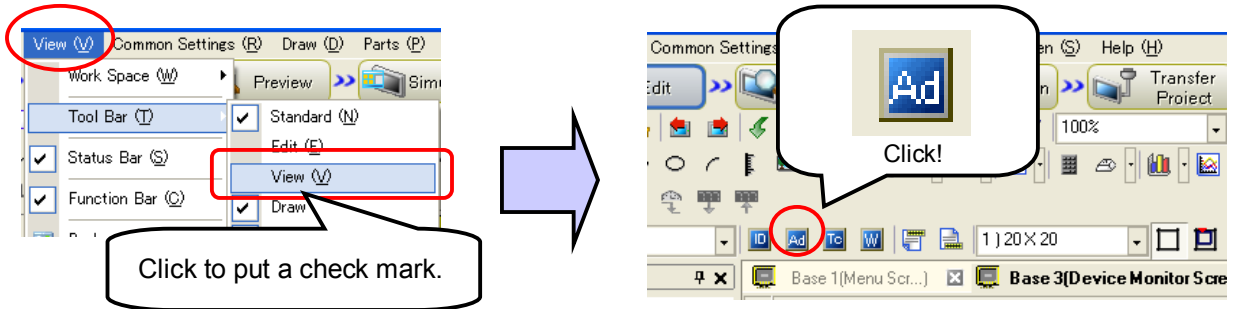 View (V) Common Settings (R) Draw (D) Parts (P)
Work Space (W)
Preview
Tool Bar (T)
Standard (N)
Edit (E)
Status Bar (S)
View (V)
Function Bar (C)
Draw
Click to put a check mark.
Common Settings
(S) Help (H)
Edit
Transfer
Project
100%
Ad
Click!
ID Ad Tc W
1 ) 20 X 20
Base 1(Menu Scr...)
Base 3(Device Monitor Scre